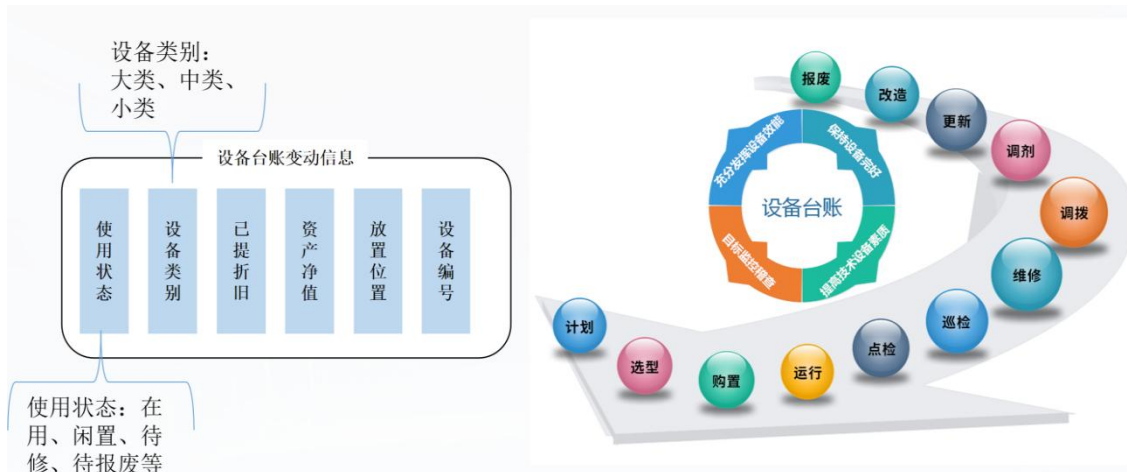 设备类别：
大类、中类、
小类
设备台账变动信息
使用状态
设备类别
已提折旧
资产净值
放置位置
设备编号
使用状态：在
用、闲置、待
修、待报废等
报废
改造
更新
调剂
调拨
维修
巡检
点检
运行
购置
选型
计划
充分发挥设备效能
保持设备完好
设备台账
目标监控稽查
提高技术设备素质